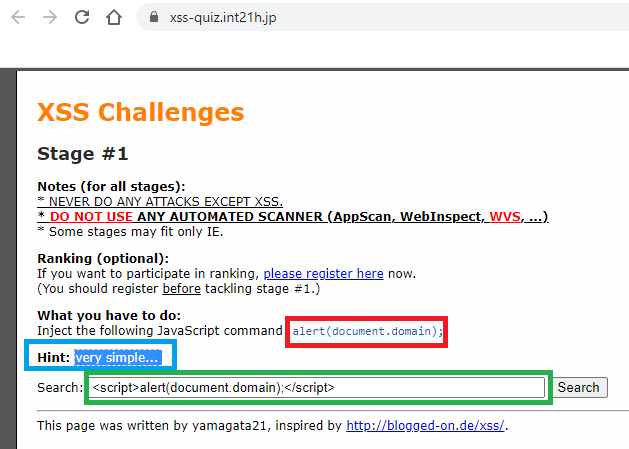 xss-quiz.int21h.jp
XSS Challenges
Stage #1
Notes (for all stages):
* NEVER DO ANY ATTACKS EXCEPT XSS.
* DO NOT USE ANY AUTOMATED SCANNER (AppScan, WebInspect, WVS, ...)
* Some stages may fit only IE.
Ranking (optional):
If you want to participate in ranking, please register here now.
(You should register before tackling stage #1.)
What you have to do:
Inject the following JavaScript command: alert(document.domain);
Hint: very simple...
Search: <script>alert(document.domain);</script> Search
This page was written by yamagata21, inspired by http://blogged-on.de/xss/.